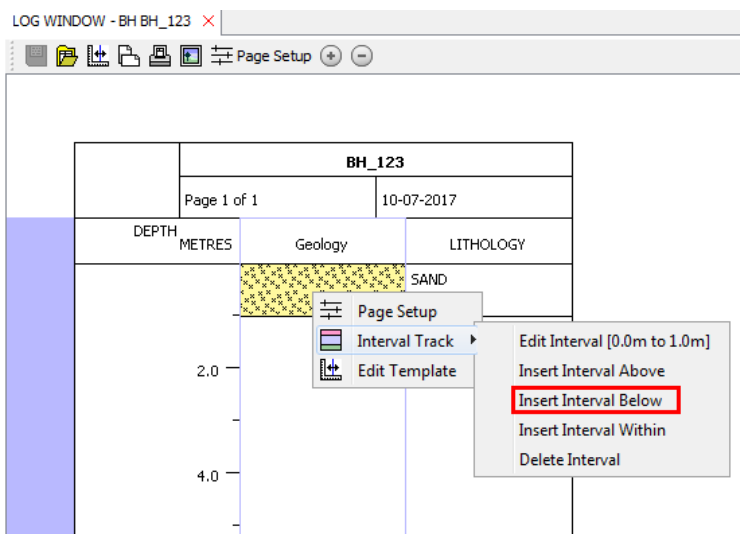 LOG WINDOW - BH BH_123
Page Setup
BH_123
Page 1 of 1
10-07-2017
DEPTH
METRES
Geology
LITHOLOGY
SAND
Page Setup
Interval Track
Edit Template
Edit Interval [0.0m to 1.0m]
Insert Interval Above
Insert Interval Below
Insert Interval Within
Delete Interval
2.0
4.0